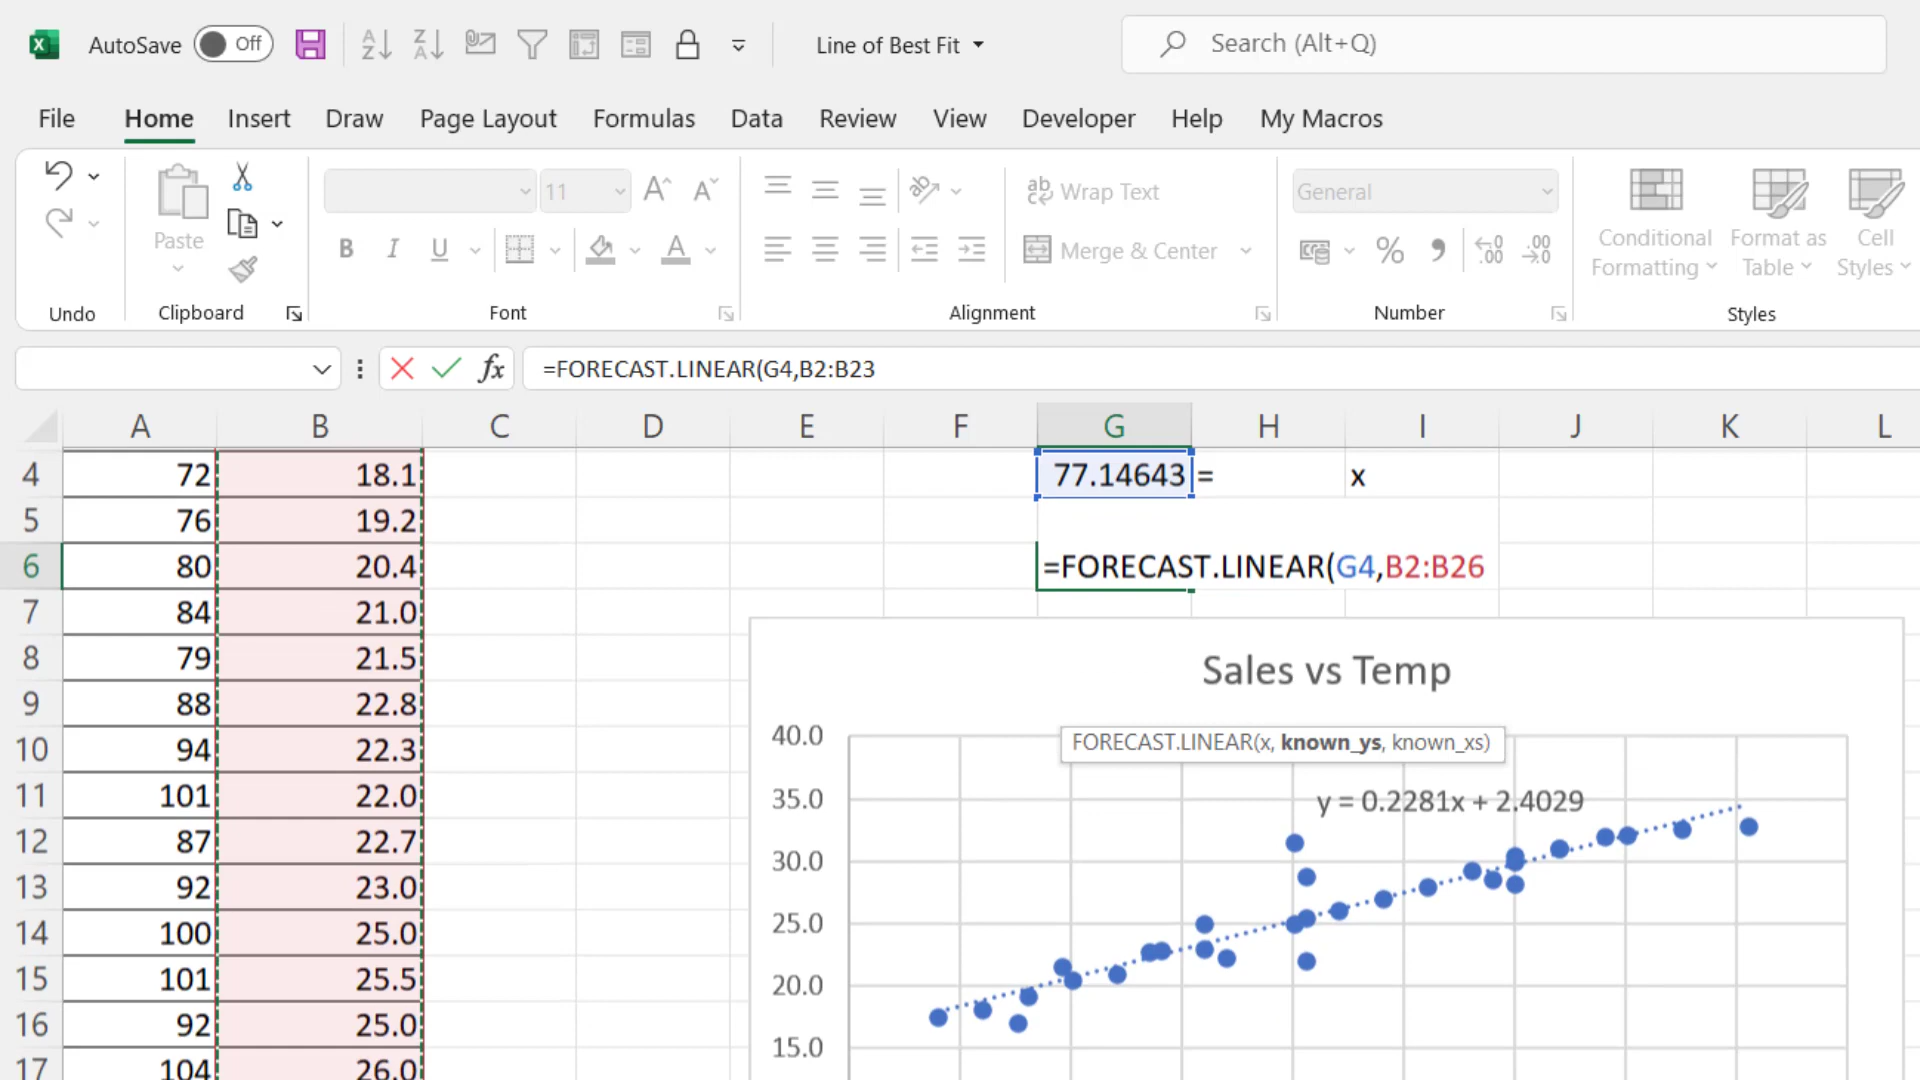 AutoSave Off Line of Best Fit Search (Alt+Q)
File Home Insert Draw Page Layout Formulas Data Review View Developer Help My Macros
Paste 11 Wrap Text General
B I U Merge & Center Conditional Formatting Format as Table Cell Styles
Undo Clipboard Font Alignment Number Styles
=FORECAST.LINEAR(G4,B2:B23
A B C D E F G H I J K L
4 72 18.1 77.14643 = x
5 76 19.2
6 80 20.4 =FORECAST.LINEAR(G4,B2:B26
7 84 21.0
8 79 21.5
9 88 22.8
10 94 22.3
11 101 22.0
12 87 22.7
13 92 23.0
14 100 25.0
15 101 25.5
16 92 25.0
17 104 26.0
Sales vs Temp
FORECAST.LINEAR(x, known_ys, known_xs)
y = 0.2281x + 2.4029
40.0
35.0
30.0
25.0
20.0
15.0